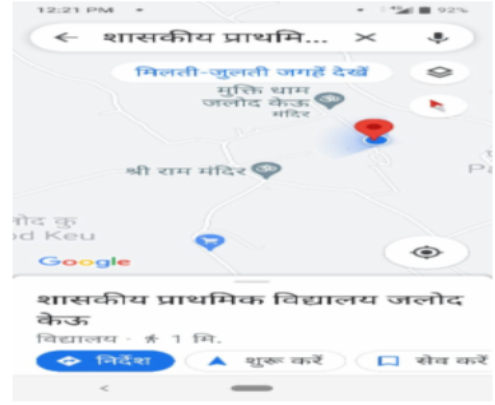 12:21 PM
92%
शासकीय प्राथमि...
मिलती-जुलती जगहें देखें
मुक्ति धाम
जलोद केऊ
मंदिर
श्री राम मंदिर
लोद कु
od Keu
Google
शासकीय प्राथमिक विद्यालय जलोद
केऊ
विद्यालय · 1 मि.
निर्देश
शुरू करें
सेव करें